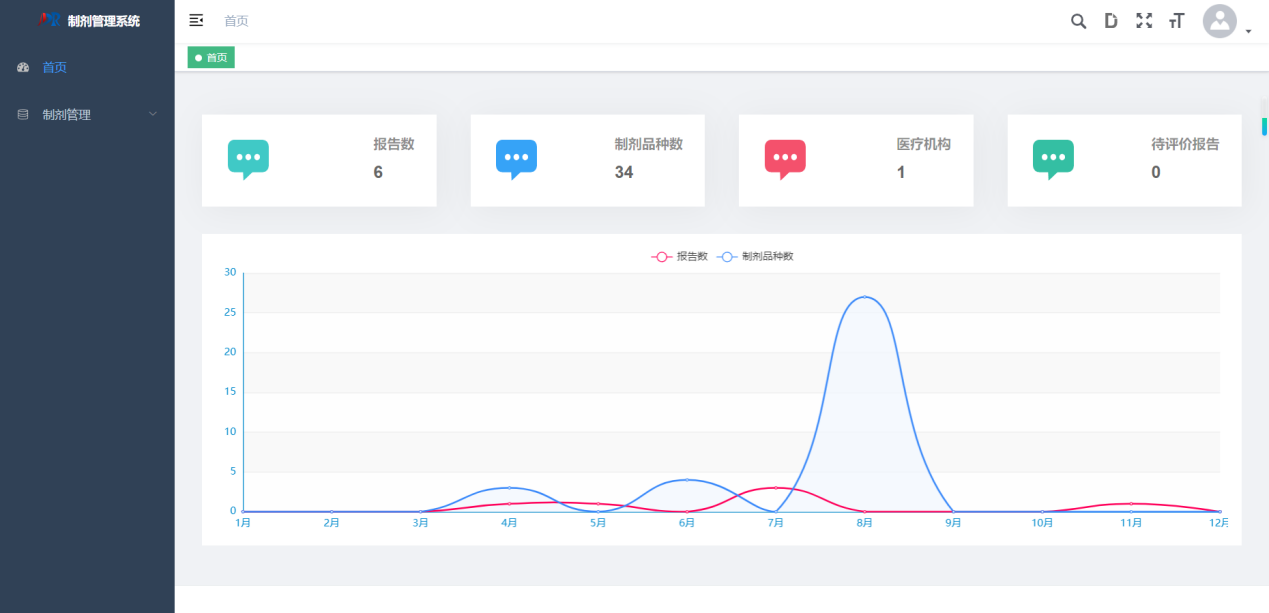 制剂管理系统
首页
制剂管理
首页
首页
报告数
6
制剂品种数
34
医疗机构
1
待评价报告
0
报告数 制剂品种数
30
25
20
15
10
5
0
1月 2月 3月 4月 5月 6月 7月 8月 9月 10月 11月 12月